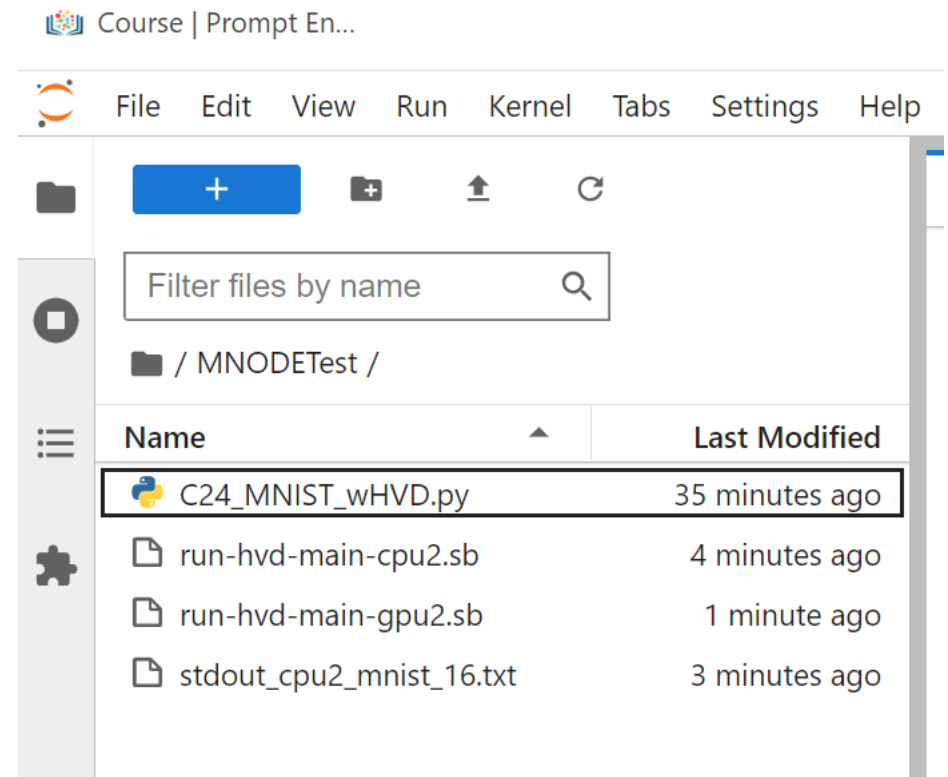 Course | Prompt En...
File Edit View Run Kernel Tabs Settings Help
+
Filter files by name
/ MNODETest /
Name Last Modified
C24_MNIST_wHVD.py 35 minutes ago
run-hvd-main-cpu2.sb 4 minutes ago
run-hvd-main-gpu2.sb 1 minute ago
stdout_cpu2_mnist_16.txt 3 minutes ago